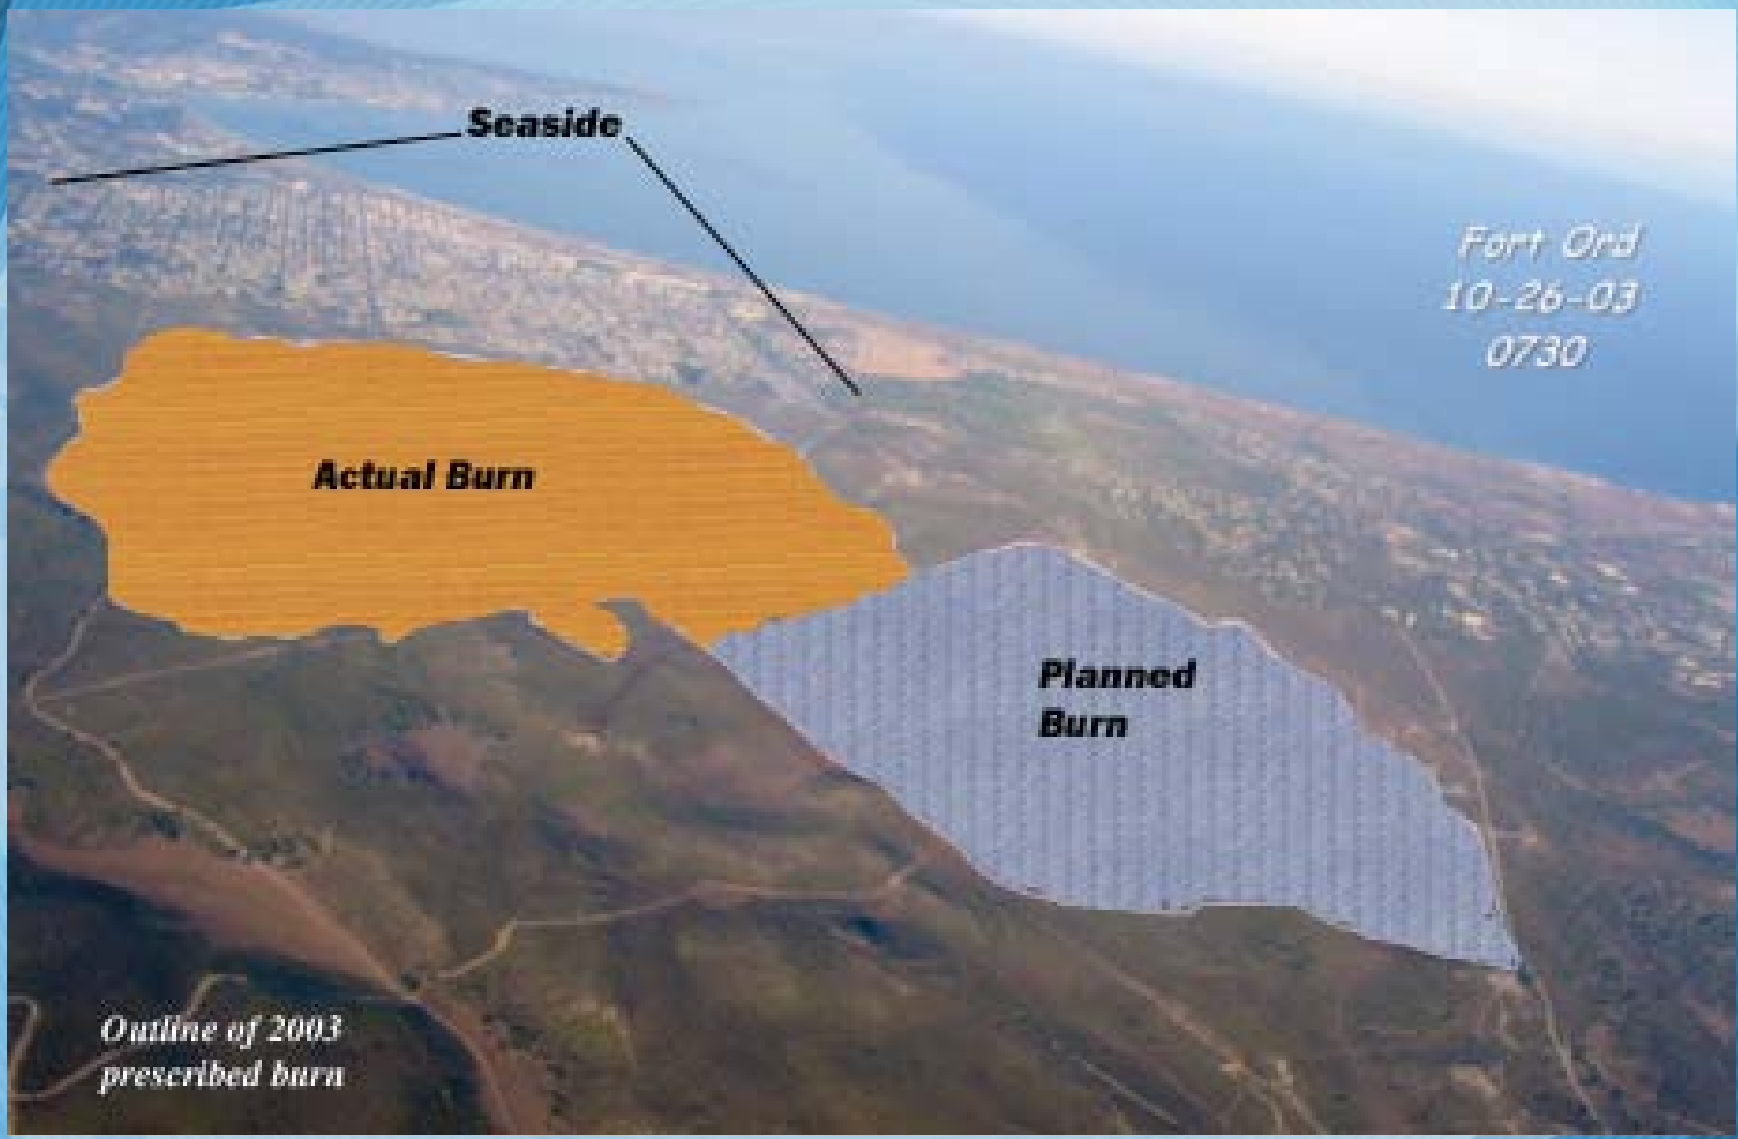 Seaside
Fort Ord
10-26-03
0730
Actual Burn
Planned
Burn
Outline of 2003
prescribed burn